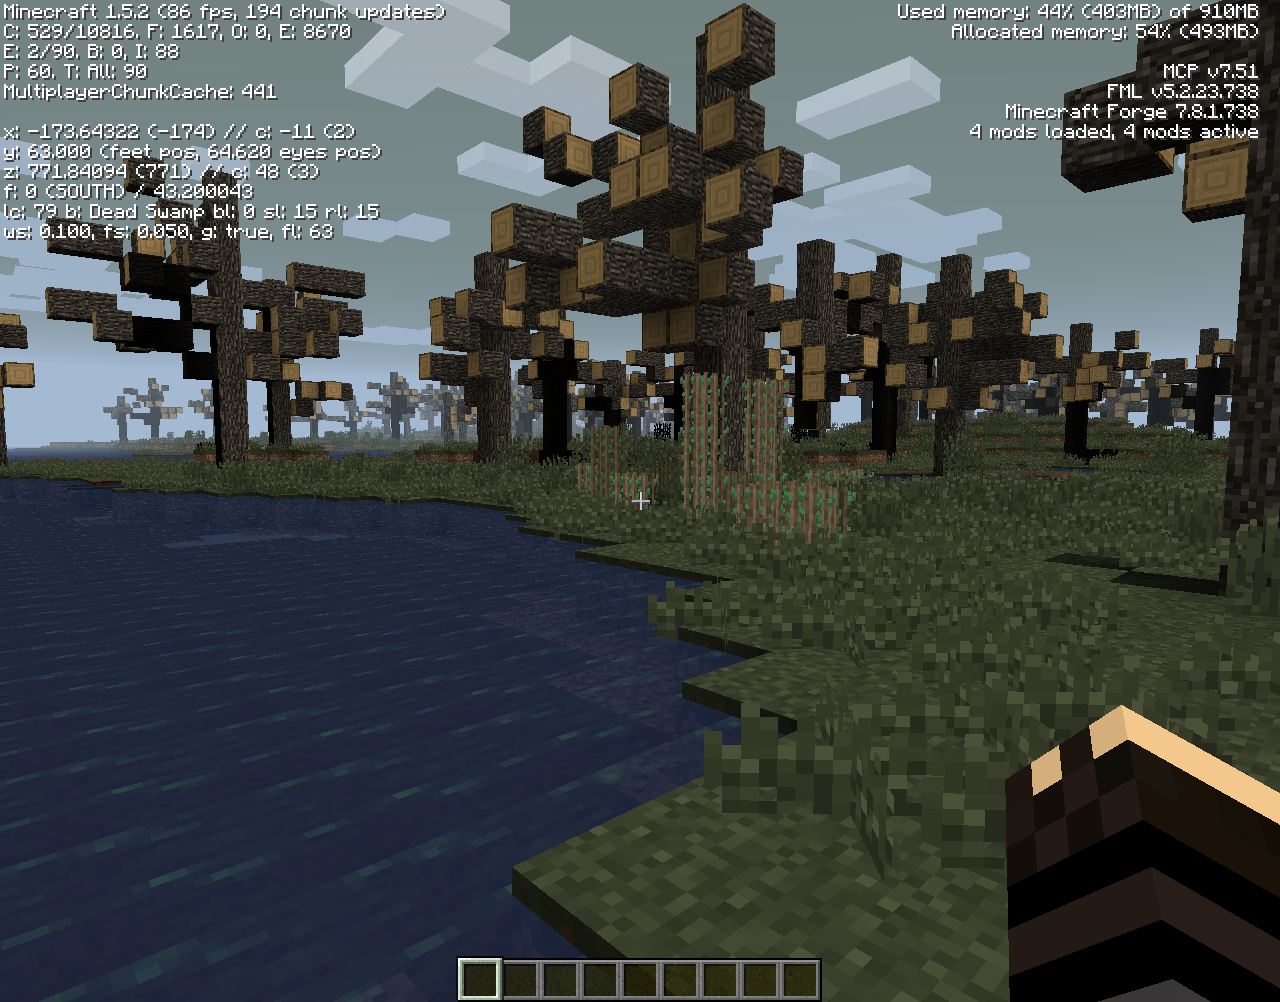 Minecraft 1.5.2 (86 fps, 194 chunk updates)
C: 529/10816. F: 1617, O: 0, E: 8670
E: 2/90. B: 0, I: 88
P: 60. T: All: 90
MultiplayerChunkCache: 441
x: -173.64322 (-174) // c: -11 (2)
y: 63.000 (feet pos, 64.620 eyes pos)
z: 771.84094 (771) // c: 48 (3)
f: 0 (SOUTH) / 43.200043
lc: 79 b: Dead Swamp bl: 0 sl: 15 rl: 15
ws: 0.100, fs: 0.050, g: true, fl: 63
Used memory: 44% (403MB) of 910MB
Allocated memory: 54% (493MB)
MCP v7.51
FML v5.2.23.738
Minecraft Forge 7.8.1.738
4 mods loaded, 4 mods active